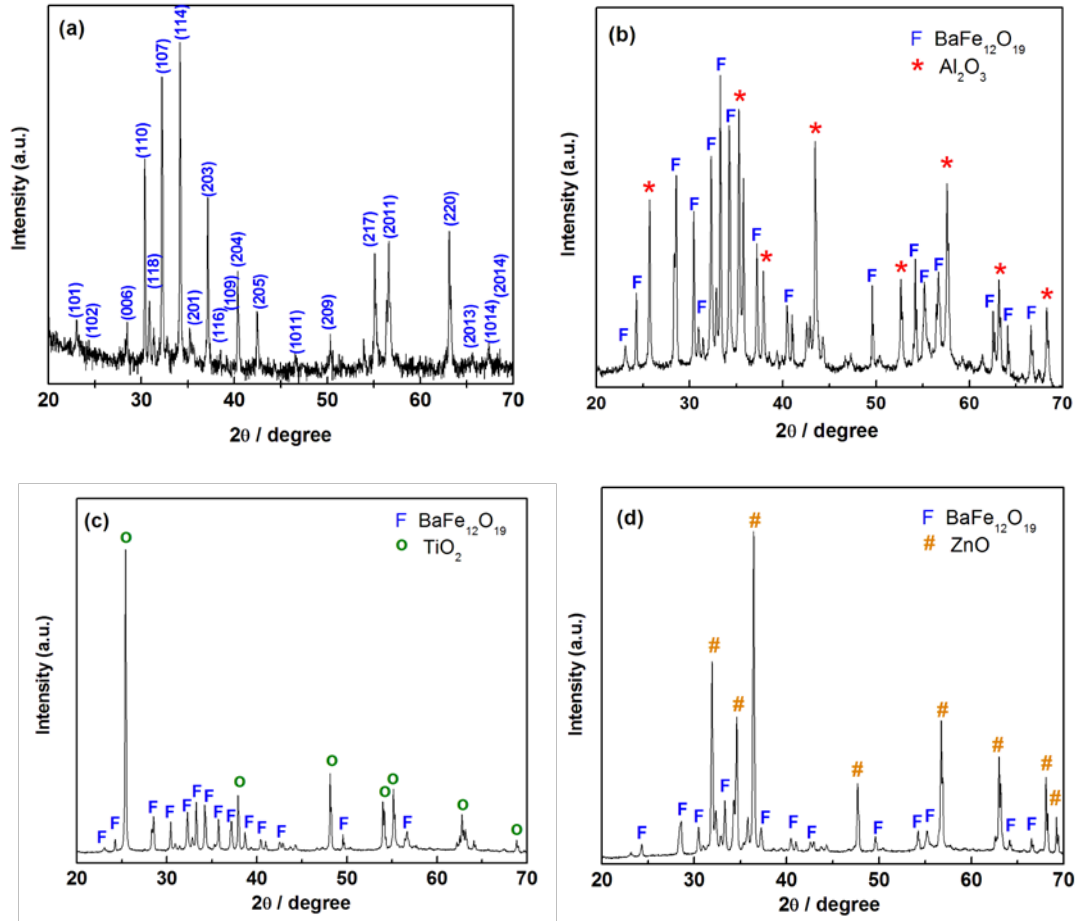 (a)
(101)
(102)
(006)
(110)
(118)
(107)
(114)
(201)
(203)
(116)
(109)
(204)
(205)
(1011)
(209)
(217)
(2011)
(220)
(2013)
(1014)
(2014)
Intensity (a.u.)
20 30 40 50 60 70
2θ / degree
(b)
F BaFe12O19
* Al2O3
F F * F F F F F F * F * F * F * F F F F * F * F F *
Intensity (a.u.)
20 30 40 50 60 70
2θ / degree
(c)
F BaFe12O19
o TiO2
o
F F F F F F F F F F o F F F o F o o F o o
Intensity (a.u.)
20 30 40 50 60 70
2θ / degree
(d)
F BaFe12O19
# ZnO
F F F # F # # F F F # F F F # # F F # #
Intensity (a.u.)
20 30 40 50 60 70
2θ / degree